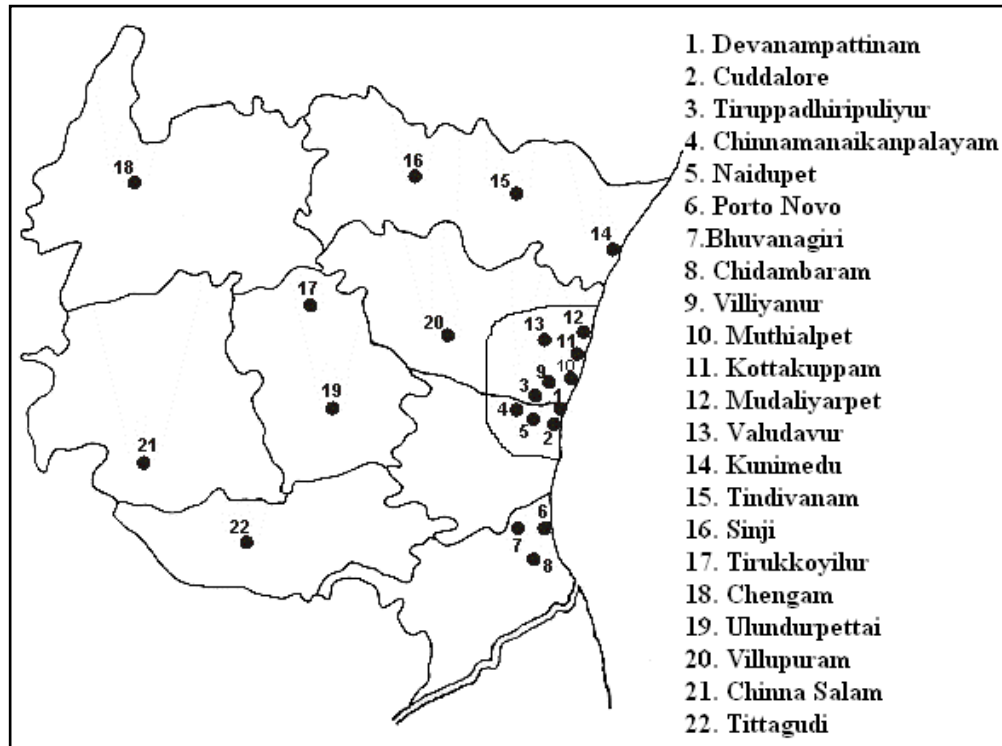 1. Devanampattinam
2. Cuddalore
3. Tiruppadhiripuliyur
4. Chinnamanaikanpalayam
5. Naidupet
6. Porto Novo
7.Bhuvanagiri
8. Chidambaram
9. Villiyanur
10. Muthialpet
11. Kottakuppam
12. Mudaliyarpet
13. Valudavur
14. Kunimedu
15. Tindivanam
16. Sinji
17. Tirukkoyilur
18. Chengam
19. Ulundurpettai
20. Villupuram
21. Chinna Salam
22. Tittagudi
18
16
15
14
17
20
13
12
11
10
9
3
1
4
5
2
19
21
22
6
7
8